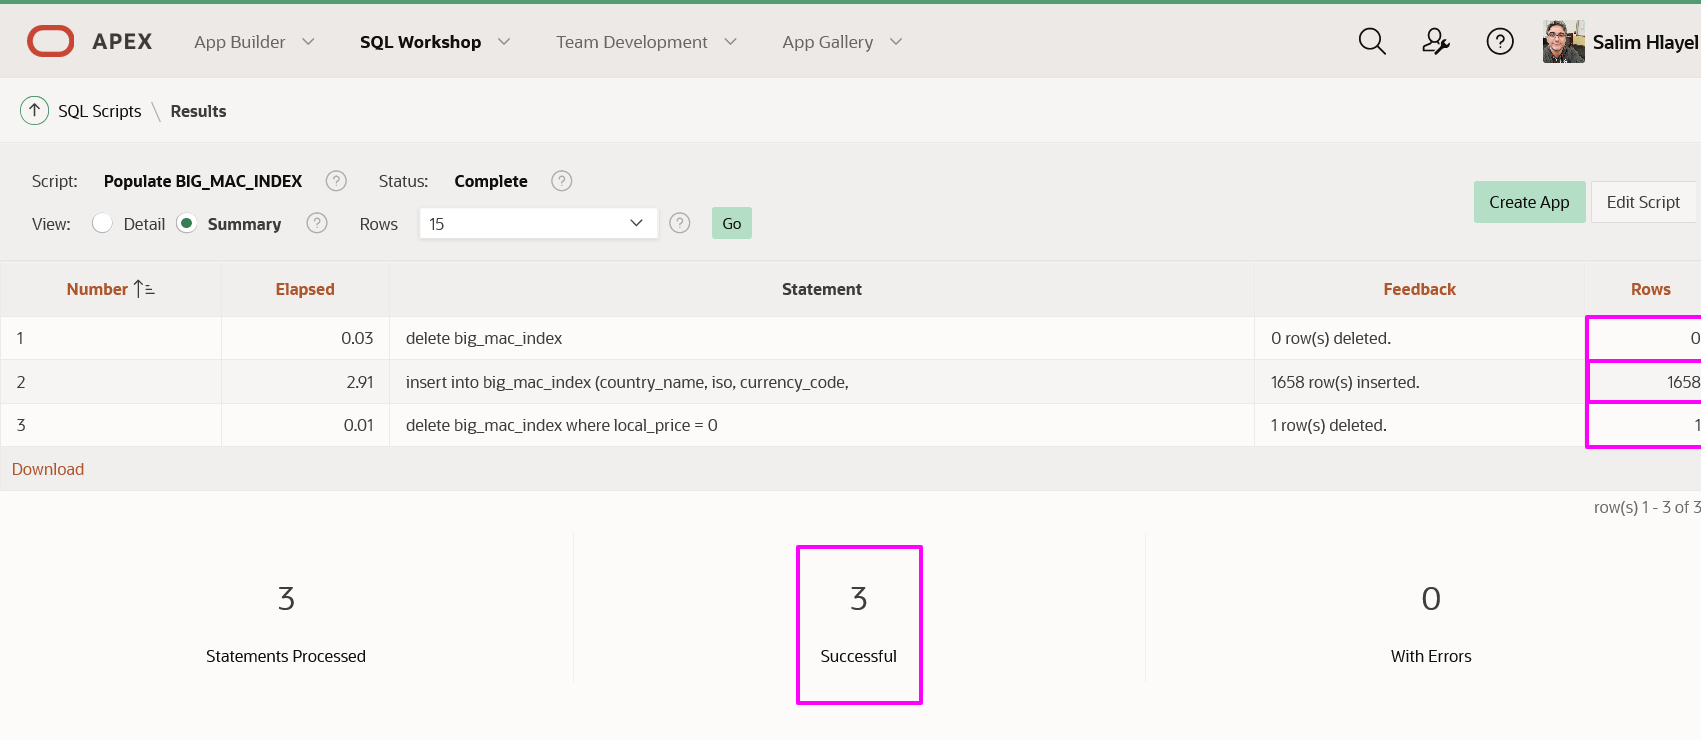 APEX App Builder SQL Workshop Team Development App Gallery Salim Hlayel
SQL Scripts \ Results
Script: Populate BIG_MAC_INDEX ? Status: Complete ?
Create App Edit Script
View: Detail Summary ? Rows 15 ? Go
Number Elapsed Statement Feedback Rows
1 0.03 delete big_mac_index 0 row(s) deleted. 0
2 2.91 insert into big_mac_index (country_name, iso, currency_code, 1658 row(s) inserted. 1658
3 0.01 delete big_mac_index where local_price = 0 1 row(s) deleted. 1
Download
row(s) 1 - 3 of 3
3 3 0
Statements Processed Successful With Errors